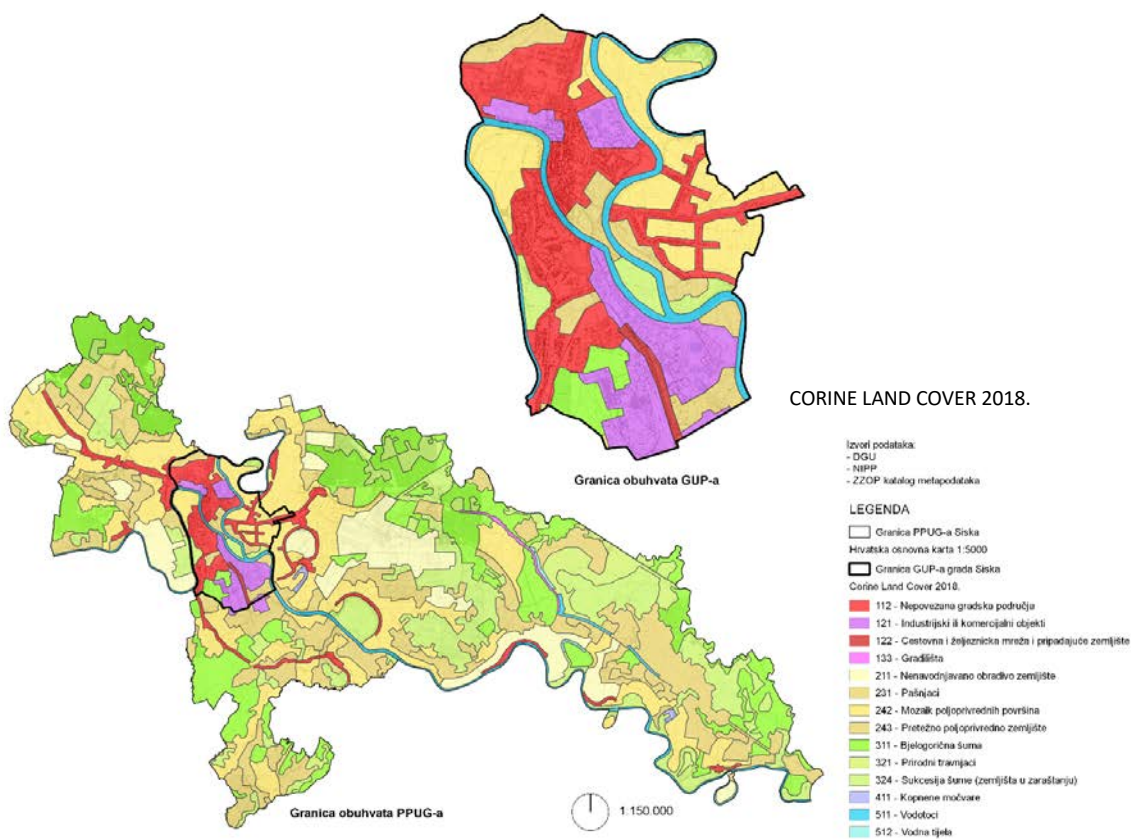 CORINE LAND COVER 2018.
Izvori podataka:
- DGU
- NIPP
- ZZOP katalog metapodataka
Granica obuhvata GUP-a
LEGENDA
Granica PPUG-a Siska
Hrvatska osnovna karta 1:5000
Granica GUP-a grada Siska
Corine Land Cover 2018.
112 - Nepovezana gradska područja
121 - Industrijski ili komercijalni objekti
122 - Cestovna i željeznička mreža i pripadajuće zemljište
133 - Gradilišta
211 - Nenavodnjavano obradivo zemljište
231 - Pašnjaci
242 - Mozaik poljoprivrednih površina
243 - Pretežno poljoprivredno zemljište
311 - Bjelogorična šuma
321 - Prirodni travnjaci
324 - Sukcesija šume (zemljišta u zaraštanju)
411 - Kopnene močvare
511 - Vodotoci
512 - Vodna tijela
Granica obuhvata PPUG-a
1:150.000